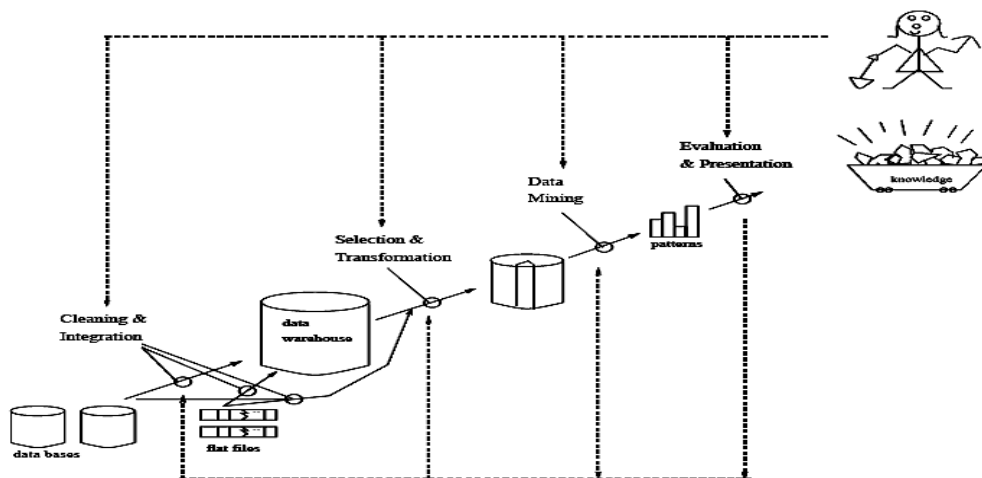 Evaluation
& Presentation
knowledge
Data
Mining
patterns
Selection &
Transformation
data
warehouse
Cleaning &
Integration
flat files
data bases